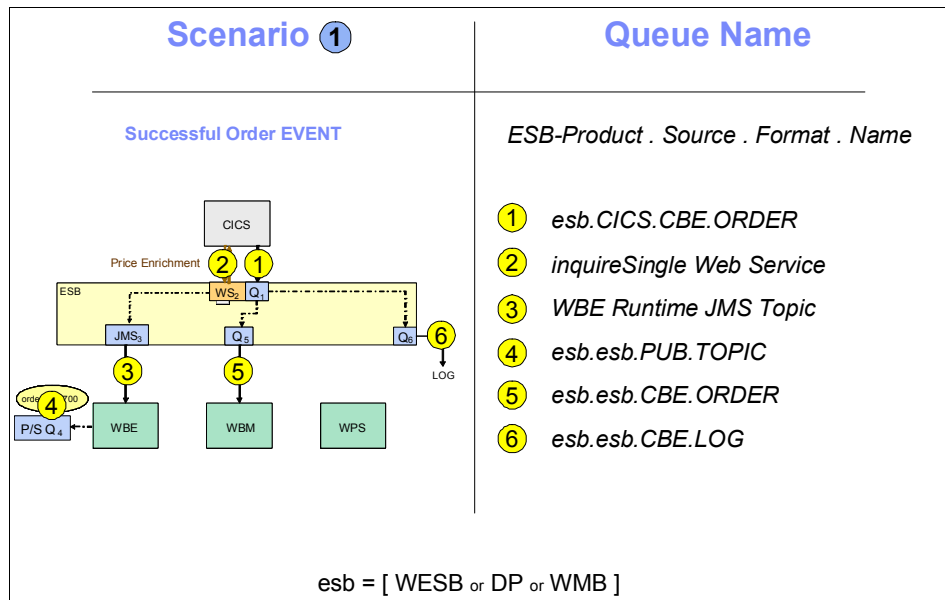 Scenario 1
Queue Name
Successful Order EVENT
ESB-Product . Source . Format . Name
CICS
Price Enrichment
2
1
ESB
WS2
Q1
JMS3
Q5
Q6
6
LOG
3
5
4
700
P/S Q4
WBE
WBM
WPS
1 esb.CICS.CBE.ORDER
2 inquireSingle Web Service
3 WBE Runtime JMS Topic
4 esb.esb.PUB.TOPIC
5 esb.esb.CBE.ORDER
6 esb.esb.CBE.LOG
esb = [ WESB or DP or WMB ]